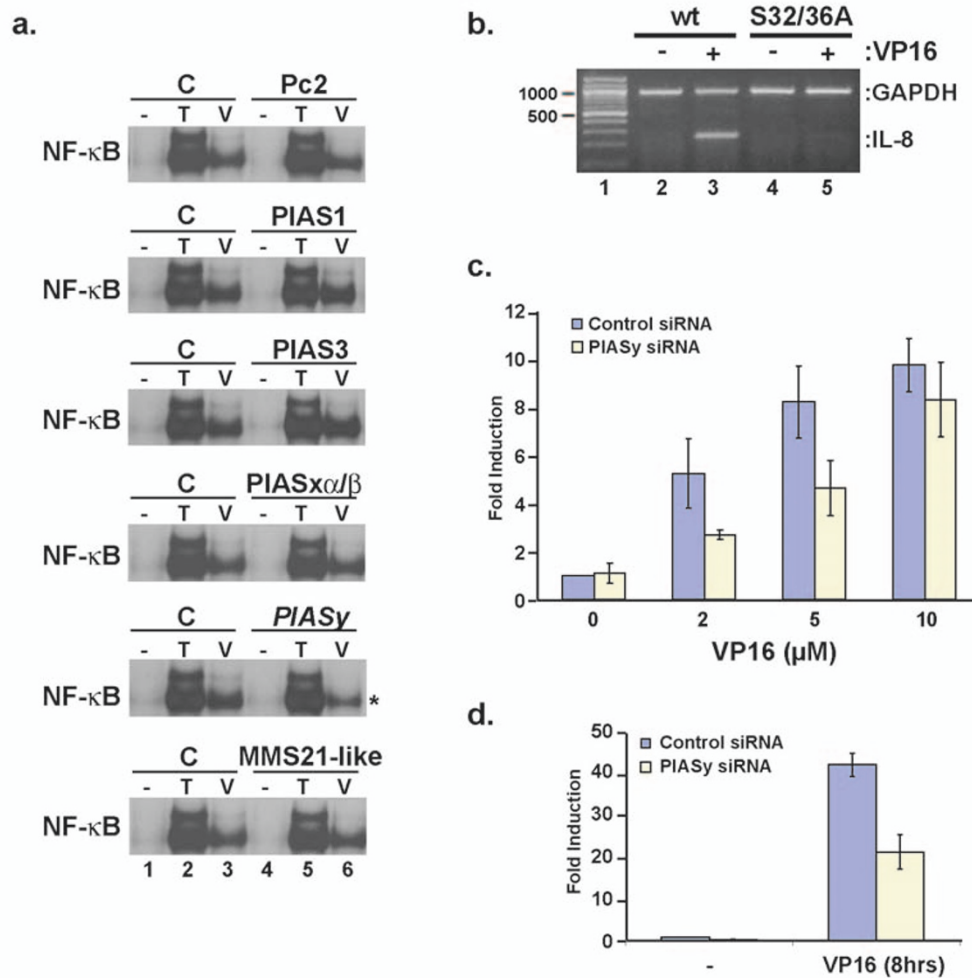 a.
C Pc2
- T V - T V
NF-κB
C PIAS1
- T V - T V
NF-κB
C PIAS3
- T V - T V
NF-κB
C PIASxα/β
- T V - T V
NF-κB
C PIASy
- T V - T V
NF-κB *
C MMS21-like
- T V - T V
NF-κB
1 2 3 4 5 6
b.
wt S32/36A
- + - + :VP16
1000 :GAPDH
500
:IL-8
1 2 3 4 5
c.
12
10
8
6
4
2
0
Fold Induction
Control siRNA
PIASy siRNA
0 2 5 10
VP16 (µM)
d.
50
40
30
20
10
0
Fold Induction
Control siRNA
PIASy siRNA
- VP16 (8hrs)